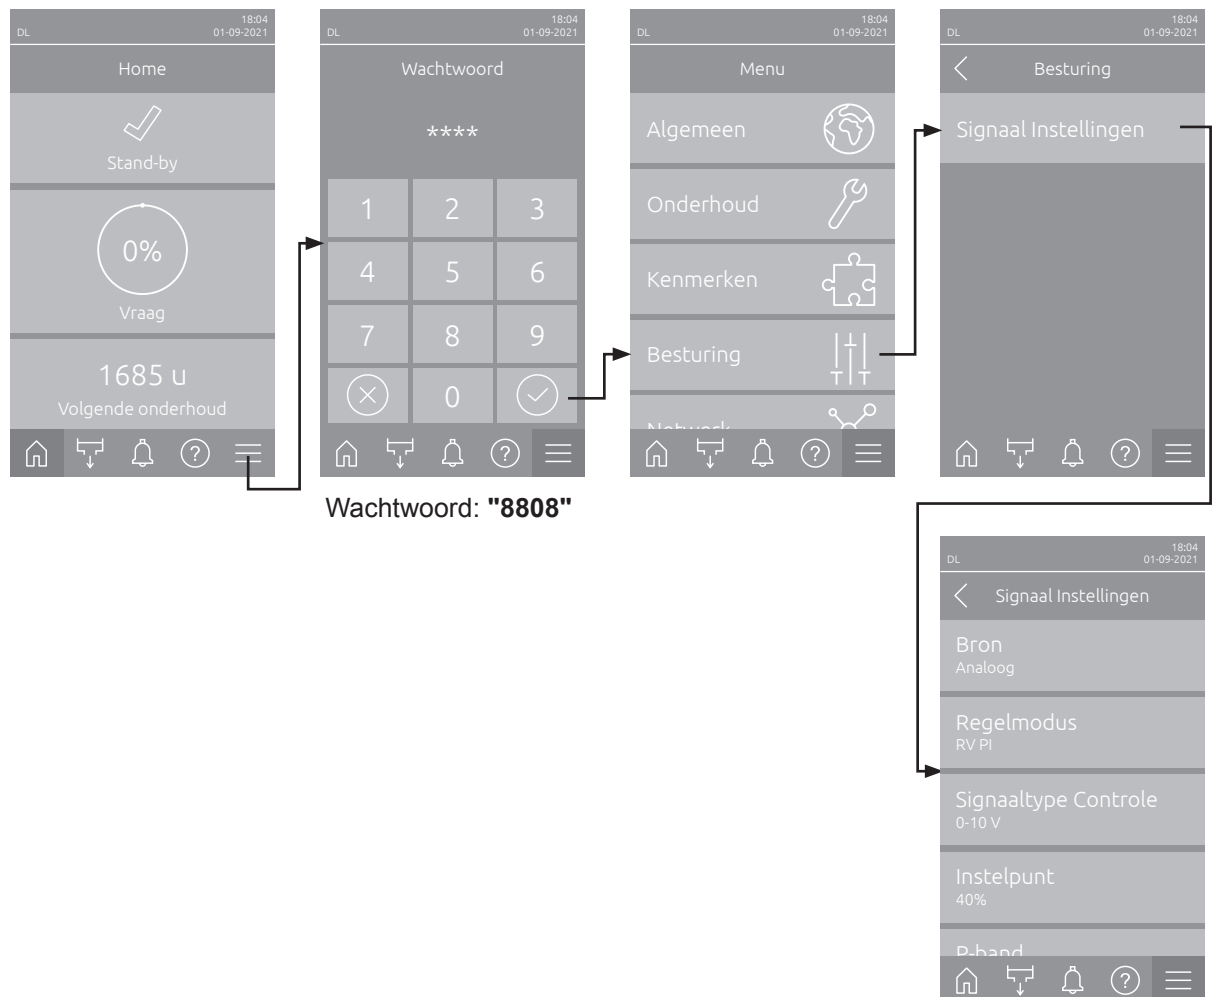 18:04
DL 01-09-2021
Home
Stand-by
0%
Vraag
1685 u
Volgende onderhoud
18:04
DL 01-09-2021
Wachtwoord
****
1 2 3
4 5 6
7 8 9
0
?
Wachtwoord: "8808"
18:04
DL 01-09-2021
Menu
Algemeen
Onderhoud
Kenmerken
Besturing
Netwerk
?
18:04
DL 01-09-2021
Besturing
Signaal Instellingen
?
18:04
DL 01-09-2021
Signaal Instellingen
Bron
Analoog
Regelmodus
RV PI
Signaaltype Controle
0-10 V
Instelpunt
40%
P-band
?